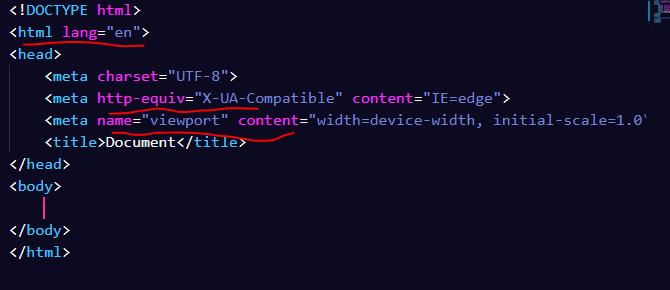 <!DOCTYPE html>
<html lang="en">
<head>
    <meta charset="UTF-8">
    <meta http-equiv="X-UA-Compatible" content="IE=edge">
    <meta name="viewport" content="width=device-width, initial-scale=1.0"
    <title>Document</title>
</head>
<body>
</body>
</html>